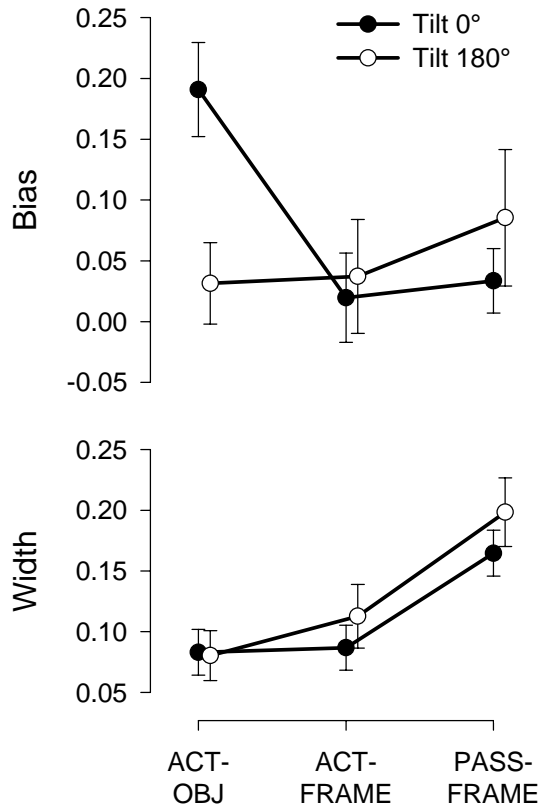 0.25
Tilt 0°
Tilt 180°
0.20
0.15
Bias
0.10
0.05
0.00
-0.05
0.25
0.20
Width
0.15
0.10
0.05
ACT-
OBJ
ACT-
FRAME
PASS-
FRAME